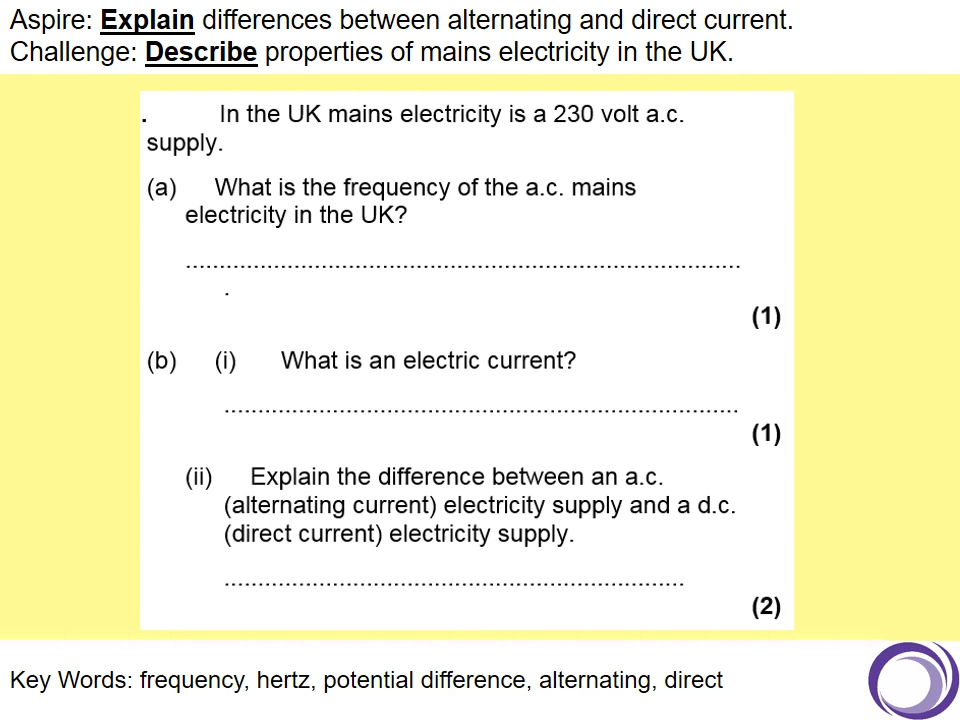 Aspire: Explain differences between alternating and direct current.
Challenge: Describe properties of mains electricity in the UK.
. In the UK mains electricity is a 230 volt a.c.
supply.
(a) What is the frequency of the a.c. mains
electricity in the UK?
...................................................................................
.
(1)
(b) (i) What is an electric current?
.............................................................................
(1)
(ii) Explain the difference between an a.c.
(alternating current) electricity supply and a d.c.
(direct current) electricity supply.
.....................................................................
(2)
Key Words: frequency, hertz, potential difference, alternating, direct